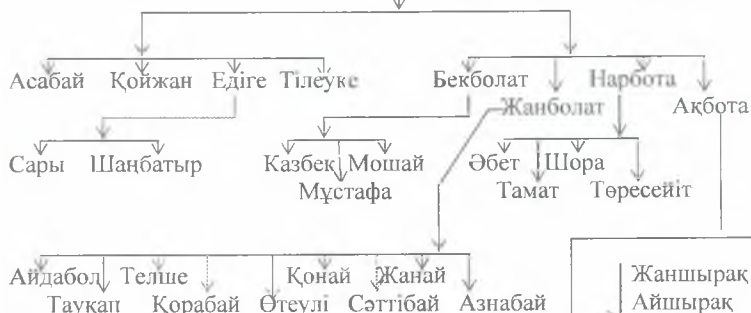 Асабай Қойжан Едіге Тілеуке Бекболат Нарбота
Жанболат Ақбота
Сары Шаңбатыр Казбек Мошай Әбет Шора
Мұстафа Тамат Төресейіт
Айдабол Телше Қонай Жанай Жаншырақ
Таукап Қорабай Өтеулі Сәттібай Азнабай Айшырақ